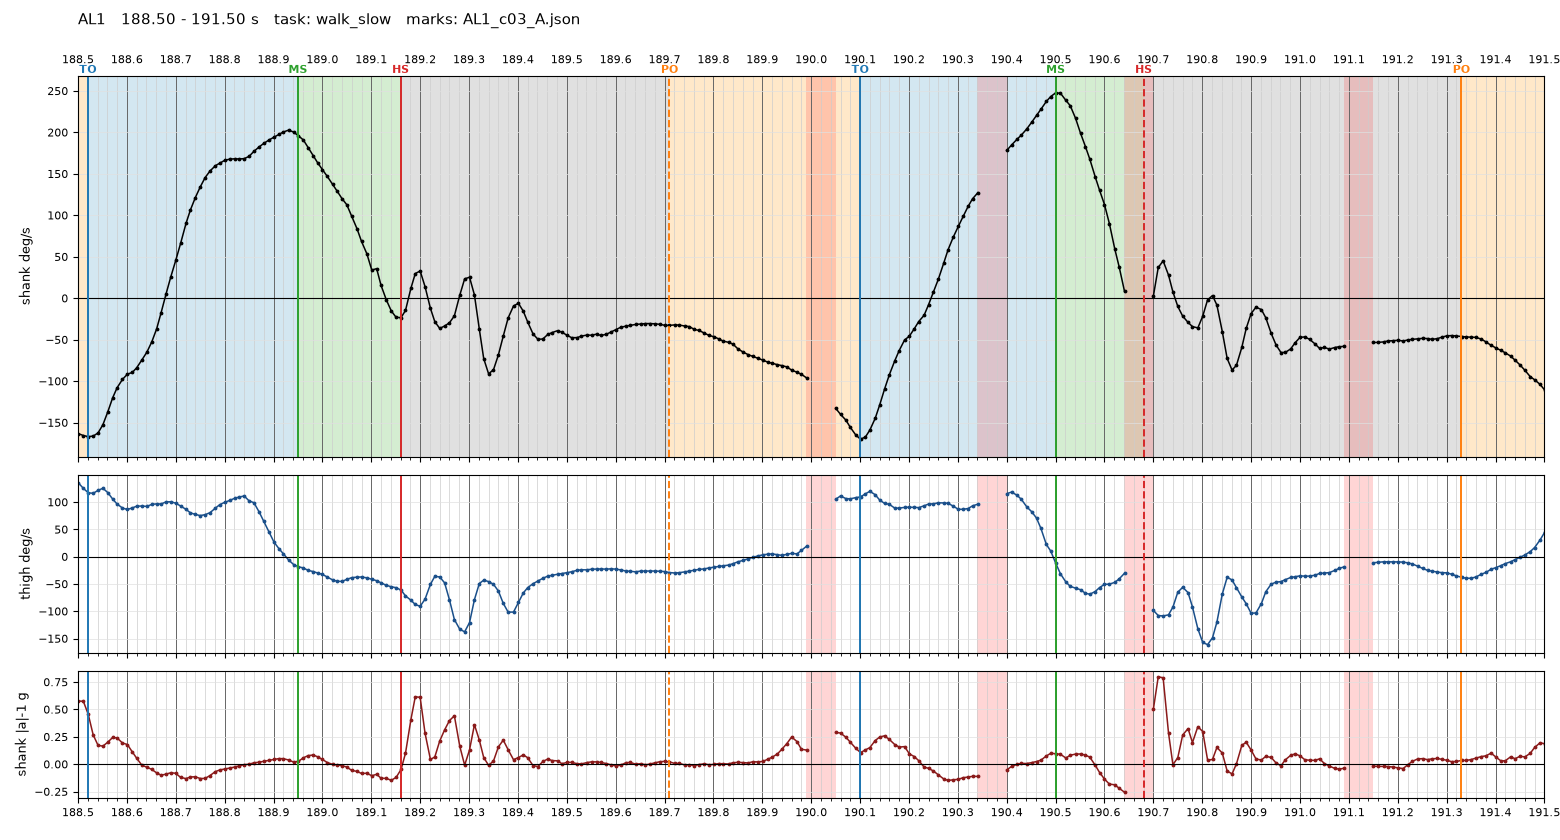 AL1 188.50 - 191.50 s task: walk_slow marks: AL1_c03_A.json
188.5 188.6 188.7 188.8 188.9 189.0 189.1 189.2 189.3 189.4 189.5 189.6 189.7 189.8 189.9 190.0 190.1 190.2 190.3 190.4 190.5 190.6 190.7 190.8 190.9 191.0 191.1 191.2 191.3 191.4 191.5
TO MS HS PO TO MS HS PO
shank deg/s
250
200
150
100
50
0
−50
−100
−150
thigh deg/s
100
50
0
−50
−100
−150
shank |a|-1 g
0.75
0.50
0.25
0.00
−0.25
188.5 188.6 188.7 188.8 188.9 189.0 189.1 189.2 189.3 189.4 189.5 189.6 189.7 189.8 189.9 190.0 190.1 190.2 190.3 190.4 190.5 190.6 190.7 190.8 190.9 191.0 191.1 191.2 191.3 191.4 191.5